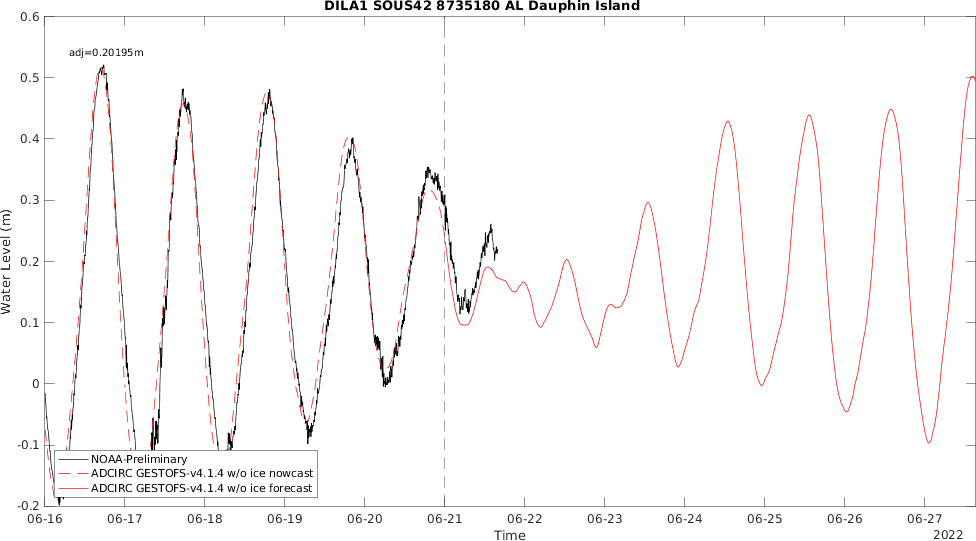 DILA1 SOUS42 8735180 AL Dauphin Island
adj=0.20195m
0.6
0.5
0.4
0.3
0.2
0.1
0
-0.1
-0.2
Water Level (m)
NOAA-Preliminary
ADCIRC GESTOFS-v4.1.4 w/o ice nowcast
ADCIRC GESTOFS-v4.1.4 w/o ice forecast
06-16 06-17 06-18 06-19 06-20 06-21 06-22 06-23 06-24 06-25 06-26 06-27
Time
2022